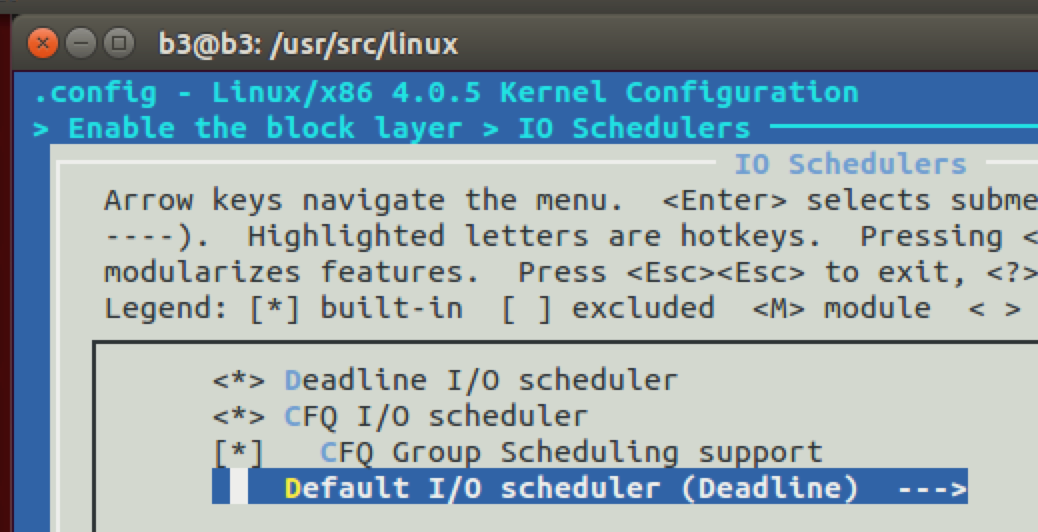 b3@b3: /usr/src/linux
.config - Linux/x86 4.0.5 Kernel Configuration
> Enable the block layer > IO Schedulers
IO Schedulers
Arrow keys navigate the menu.  <Enter> selects subme
----).  Highlighted letters are hotkeys.  Pressing <
modularizes features.  Press <Esc><Esc> to exit, <?>
Legend: [*] built-in  [ ] excluded  <M> module  < >
<*> Deadline I/O scheduler
<*> CFQ I/O scheduler
[*]   CFQ Group Scheduling support
Default I/O scheduler (Deadline)  --->